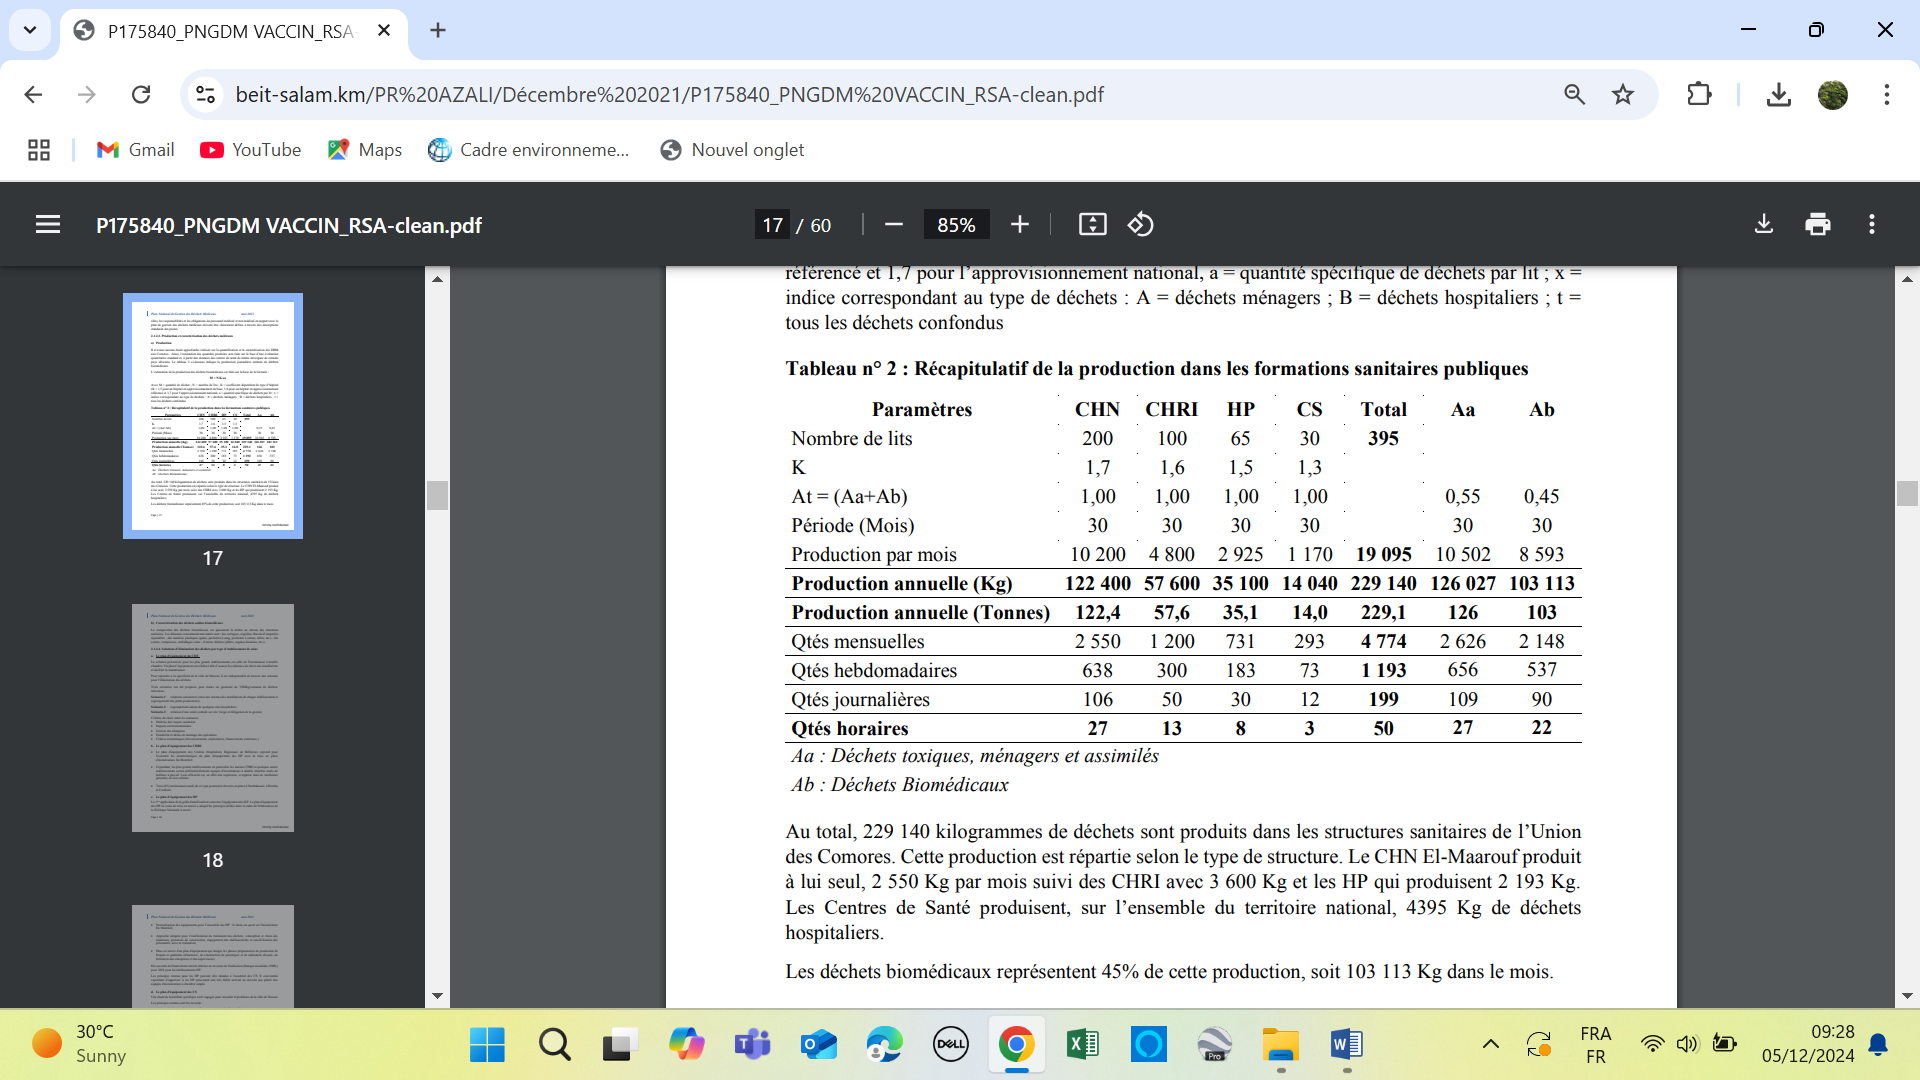 P175840_PNGDM VACCIN_RSA-
beit-salam.km/PR%20AZALI/Décembre%202021/P175840_PNGDM%20VACCIN_RSA-clean.pdf
Gmail YouTube Maps Cadre environneme... Nouvel onglet
P175840_PNGDM VACCIN_RSA-clean.pdf 17 / 60 85%
17
18
référencé et 1,7 pour l'approvisionnement national, a = quantité spécifique de déchets par lit ; x =
indice correspondant au type de déchets : A = déchets ménagers ; B = déchets hospitaliers ; t =
tous les déchets confondus
Tableau n° 2 : Récapitulatif de la production dans les formations sanitaires publiques
Paramètres CHN CHRI HP CS Total Aa Ab
Nombre de lits 200 100 65 30 395
K 1,7 1,6 1,5 1,3
At = (Aa+Ab) 1,00 1,00 1,00 1,00 0,55 0,45
Période (Mois) 30 30 30 30 30 30
Production par mois 10 200 4 800 2 925 1 170 19 095 10 502 8 593
Production annuelle (Kg) 122 400 57 600 35 100 14 040 229 140 126 027 103 113
Production annuelle (Tonnes) 122,4 57,6 35,1 14,0 229,1 126 103
Qtés mensuelles 2 550 1 200 731 293 4 774 2 626 2 148
Qtés hebdomadaires 638 300 183 73 1 193 656 537
Qtés journalières 106 50 30 12 199 109 90
Qtés horaires 27 13 8 3 50 27 22
Aa : Déchets toxiques, ménagers et assimilés
Ab : Déchets Biomédicaux
Au total, 229 140 kilogrammes de déchets sont produits dans les structures sanitaires de l'Union
des Comores. Cette production est répartie selon le type de structure. Le CHN El-Maarouf produit
à lui seul, 2 550 Kg par mois suivi des CHRI avec 3 600 Kg et les HP qui produisent 2 193 Kg.
Les Centres de Santé produisent, sur l'ensemble du territoire national, 4395 Kg de déchets
hospitaliers.
Les déchets biomédicaux représentent 45% de cette production, soit 103 113 Kg dans le mois.
30°C
Sunny
DELL
Pro
FRA
FR
09:28
05/12/2024